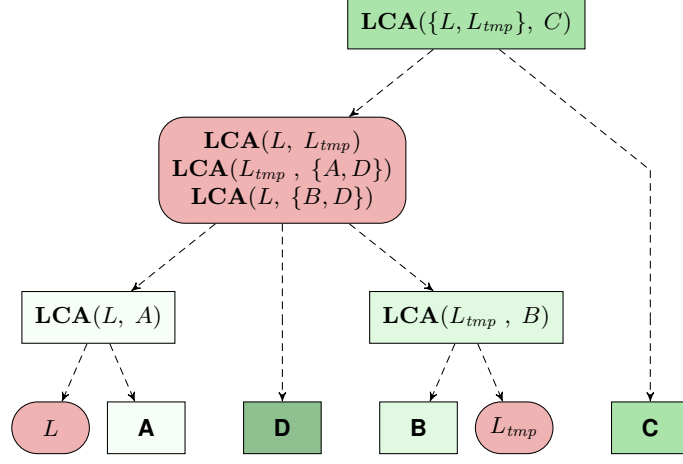 LCA({L, L_tmp}, C)
LCA(L, L_tmp)
LCA(L_tmp , {A, D})
LCA(L, {B, D})
LCA(L, A)
LCA(L_tmp , B)
L
A
D
B
L_tmp
C